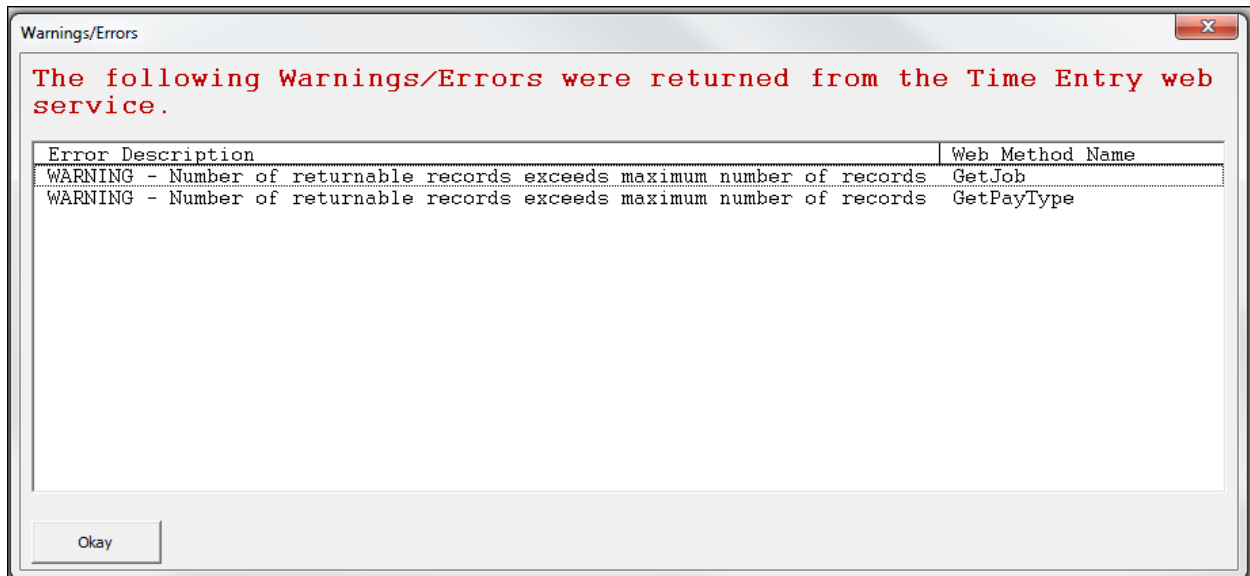 Warnings/Errors
The following Warnings/Errors were returned from the Time Entry web
service.
Error Description Web Method Name
WARNING - Number of returnable records exceeds maximum number of records GetJob
WARNING - Number of returnable records exceeds maximum number of records GetPayType
Okay